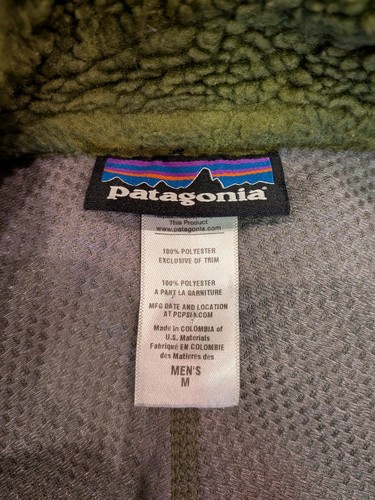 patagonia®
This Product
www.patagonia.com
100% POLYESTER
EXCLUSIVE OF TRIM
100% POLYESTER
A PART LA GARNITURE
MFG DATE AND LOCATION
AT PCPSIA.COM
Made in COLOMBIA of
U.S. Materials
Fabriqué EN COLOMBIE
des Matieres des
MEN'S
M